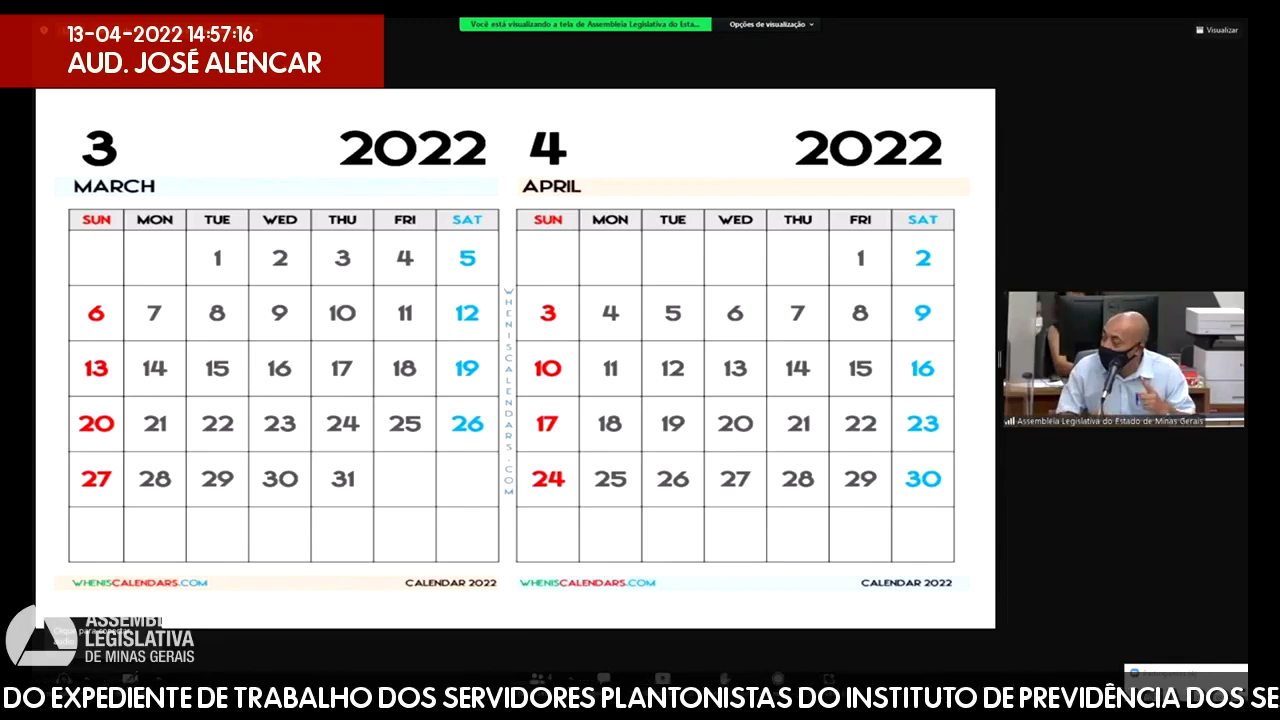 13-04-2022 14:57:16
AUD. JOSÉ ALENCAR
Você está visualizando a tela de Assembleia Legislativa do Esta...
Opções de visualização
Visualizar
3 2022
MARCH
SUN MON TUE WED THU FRI SAT
1 2 3 4 5
6 7 8 9 10 11 12
13 14 15 16 17 18 19
20 21 22 23 24 25 26
27 28 29 30 31
WHENISCALENDARS.COM CALENDAR 2022
WHENISCALENDARS.COM
4 2022
APRIL
SUN MON TUE WED THU FRI SAT
1 2
3 4 5 6 7 8 9
10 11 12 13 14 15 16
17 18 19 20 21 22 23
24 25 26 27 28 29 30
WHENISCALENDARS.COM CALENDAR 2022
Assembleia Legislativa do Estado de Minas Gerais
ASSEMBL
LEGISLATIVA
DE MINAS GERAIS
DO EXPEDIENTE DE TRABALHO DOS SERVIDORES PLANTONISTAS DO INSTITUTO DE PREVIDÊNCIA DOS SE